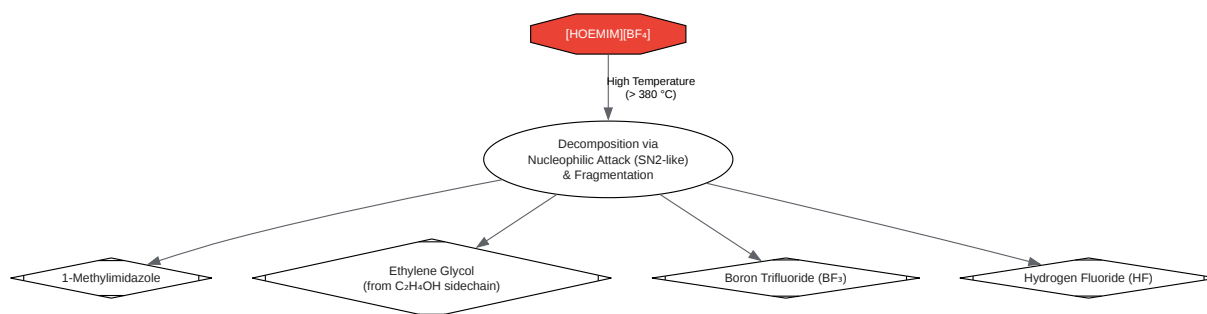 [HOEMIM][BF₄]
High Temperature
(> 380 °C)
Decomposition via
Nucleophilic Attack (SN2-like)
& Fragmentation
1-Methylimidazole
Ethylene Glycol
(from C₂H₄OH sidechain)
Boron Trifluoride (BF₃)
Hydrogen Fluoride (HF)